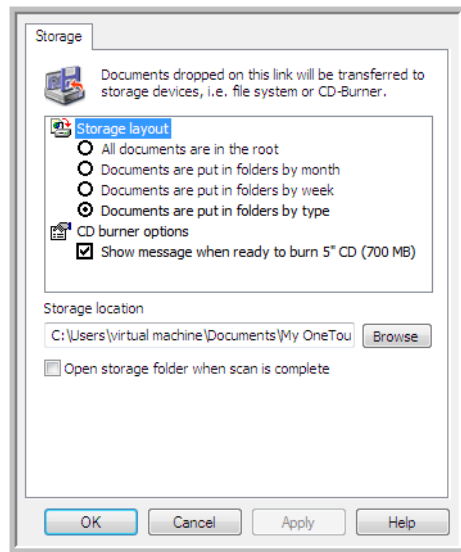 Storage
Documents dropped on this link will be transferred to
storage devices, i.e. file system or CD-Burner.
Storage layout
All documents are in the root
Documents are put in folders by month
Documents are put in folders by week
Documents are put in folders by type
CD burner options
Show message when ready to burn 5" CD (700 MB)
Storage location
C:\Users\virtual machine\Documents\My OneTou Browse
Open storage folder when scan is complete
OK Cancel Apply Help